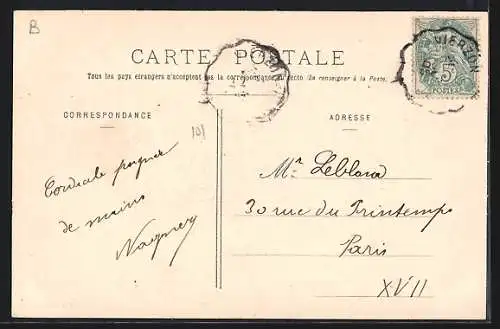 B
CARTE POSTALE
Tous les pays étrangers n'acceptent pas la correspondance au recto (Se renseigner à la Poste)
CORRESPONDANCE
ADRESSE
VIERZON
5
POSTES
101
Cordiale poignée
de mains
Mr Leblond
30 rue du Printemps
Paris
XVII